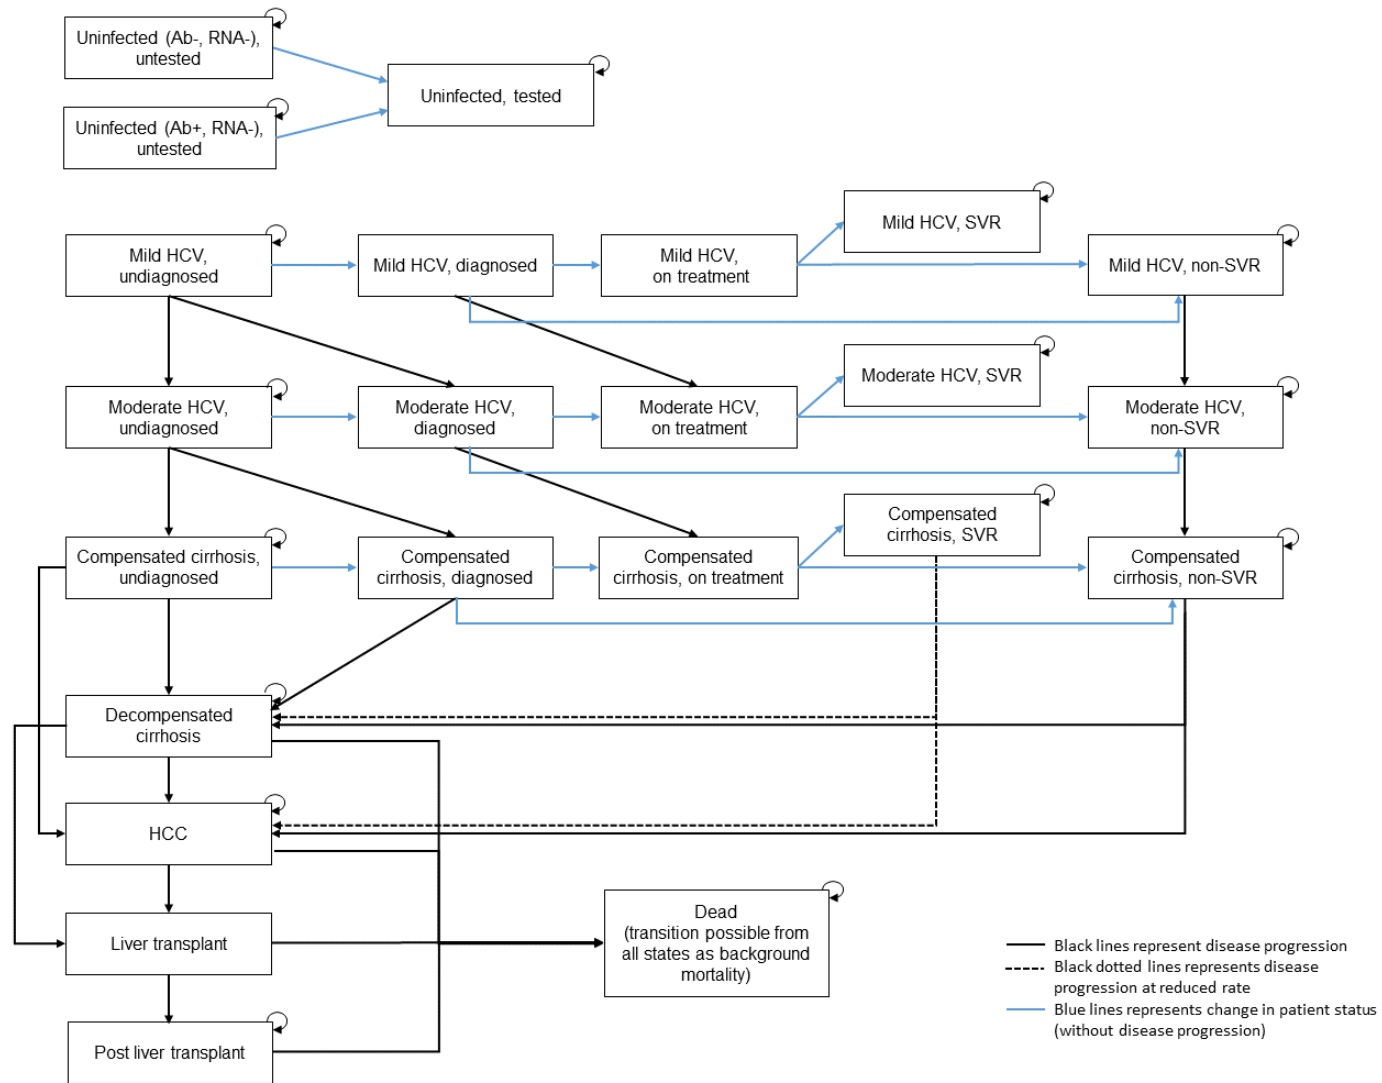 Uninfected (Ab-, RNA-),
untested
Uninfected, tested
Uninfected (Ab+, RNA-),
untested
Mild HCV, SVR
Mild HCV,
undiagnosed
Mild HCV, diagnosed
Mild HCV,
on treatment
Mild HCV, non-SVR
Moderate HCV, SVR
Moderate HCV,
undiagnosed
Moderate HCV,
diagnosed
Moderate HCV,
on treatment
Moderate HCV,
non-SVR
Compensated
cirrhosis, SVR
Compensated cirrhosis,
undiagnosed
Compensated
cirrhosis, diagnosed
Compensated
cirrhosis, on treatment
Compensated
cirrhosis, non-SVR
Decompensated
cirrhosis
HCC
Liver transplant
Dead
(transition possible from
all states as background
mortality)
Post liver transplant
Black lines represent disease progression
Black dotted lines represents disease
progression at reduced rate
Blue lines represents change in patient status
(without disease progression)